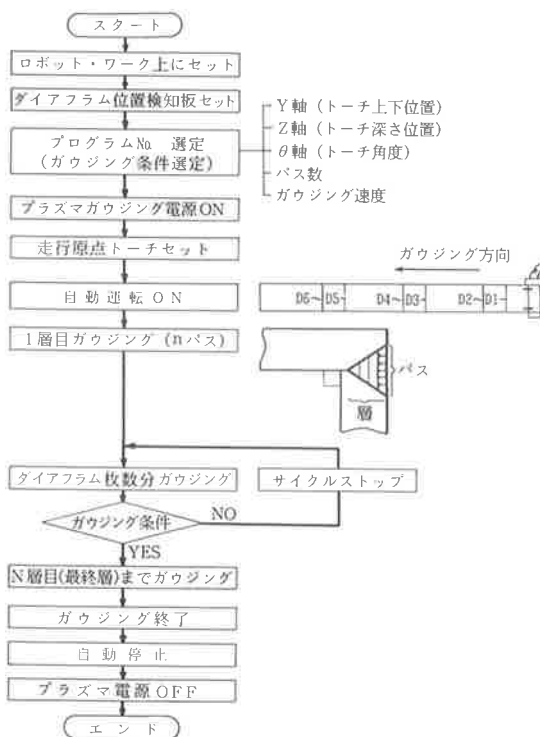 スタート
ロボット・ワーク上にセット
ダイアフラム位置検知板セット
プログラム№ 選定
(ガウジング条件選定)
Y軸 (トーチ上下位置)
Z軸 (トーチ深さ位置)
θ軸 (トーチ角度)
パス数
ガウジング速度
プラズマガウジング電源ON
走行原点トーチセット
自動運転ON
1層目ガウジング (nパス)
ガウジング方向
D6~ D5~ D4~ D3~ D2~ D1~
パス
層
ダイアフラム枚数分ガウジング
サイクルストップ
ガウジング条件
NO
YES
N層目(最終層)までガウジング
ガウジング終了
自動停止
プラズマ電源OFF
エンド